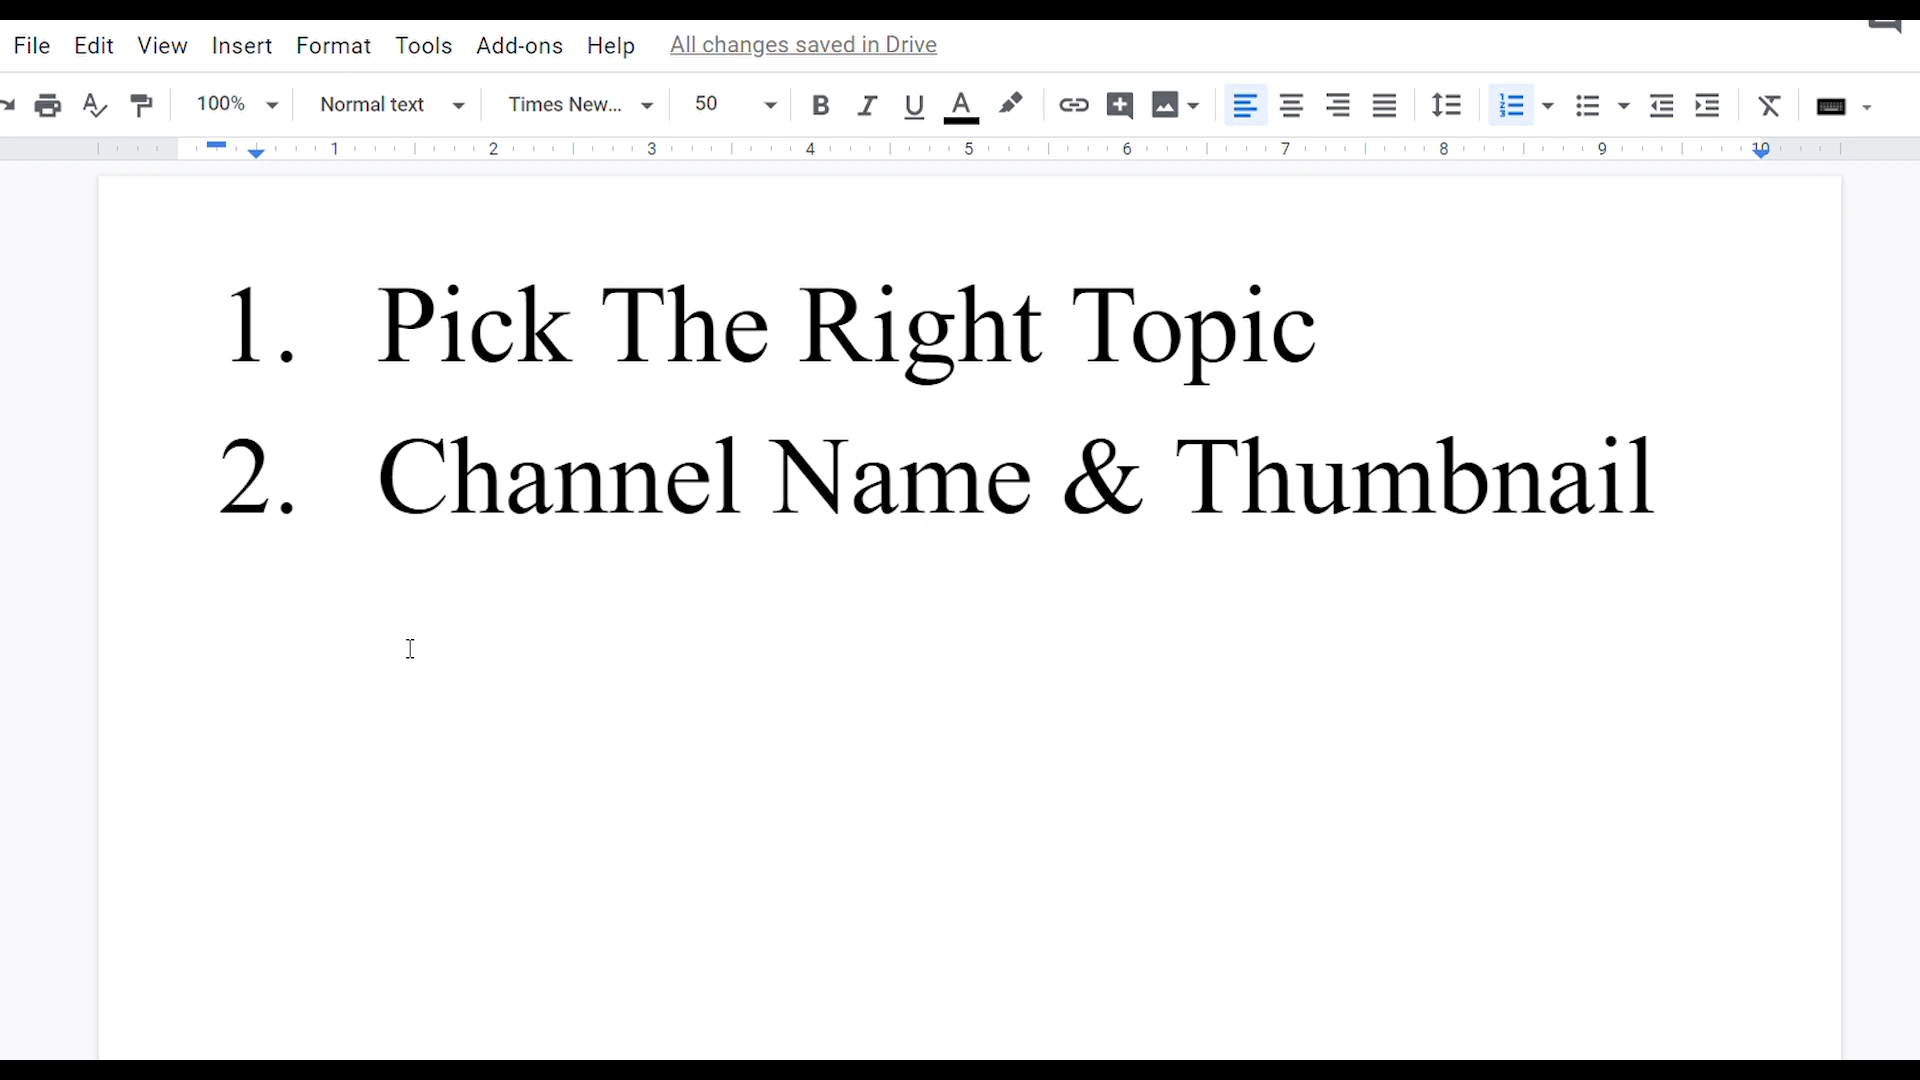 File Edit View Insert Format Tools Add-ons Help All changes saved in Drive
100% Normal text Times New... 50
1 2 3 4 5 6 7 8 9 10
1. Pick The Right Topic
2. Channel Name & Thumbnail